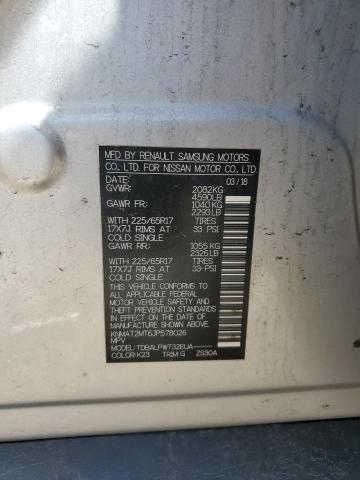 MFD BY RENAULT SAMSUNG MOTORS
CO., LTD. FOR NISSAN MOTOR CO., LTD.
DATE: 03/18
GVWR: 2082KG
4590LB
GAWR FR: 1040KG
2293LB
WITH 225/65R17 TIRES
17X7J RIMS AT 33 PSI
COLD SINGLE
GAWR RR: 1055 KG
2326LB
WITH 225/65R17 TIRES
17X7J RIMS AT 33 PSI
COLD SINGLE
THIS VEHICLE CONFORMS TO ALL
APPLICABLE FEDERAL
MOTOR VEHICLE SAFETY AND
THEFT PREVENTION STANDARDS
IN EFFECT ON THE DATE OF
MANUFACTURE SHOWN ABOVE.
KNMAT2MT6JP578026
MPV
MODEL: TDBALPWT32EUA
COLOR:K23 TRIM G ZS30A